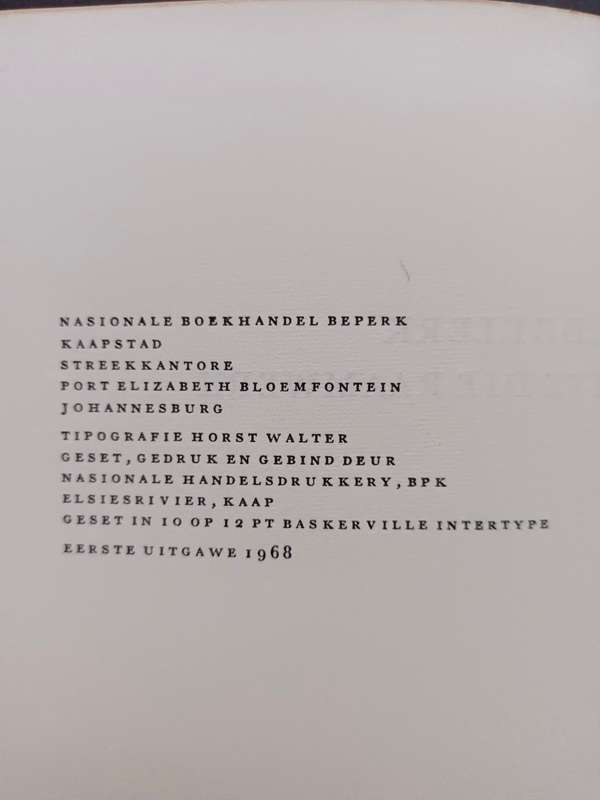 NASIONALE BOEKHANDEL BEPERK
KAAPSTAD
STREEKKANTORE
PORT ELIZABETH BLOEMFONTEIN
JOHANNESBURG
TIPOGRAFIE HORST WALTER
GESET, GEDRUK EN GEBIND DEUR
NASIONALE HANDELSDRUKKERY, BPK
ELSIESRIVIER, KAAP
GESET IN 10 OP 12 PT BASKERVILLE INTERTYPE
EERSTE UITGAWE 1968